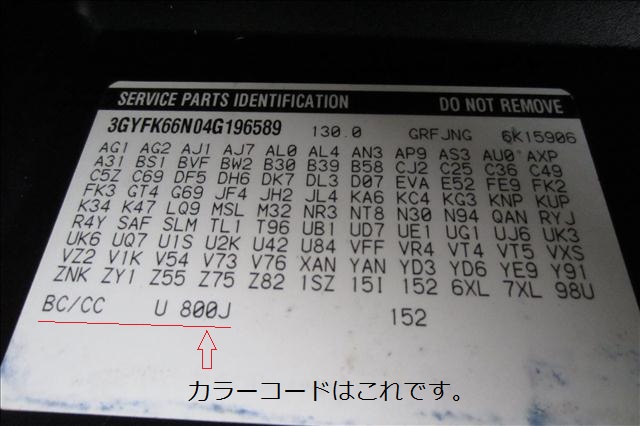 SERVICE PARTS IDENTIFICATION DO NOT REMOVE
3GYFK66N04G196589 130.0 GRFJNG 6K15906
AG1 AG2 AJ1 AJ7 AL0 AL4 AN3 AP9 AS3 AU0 AXP
A31 BS1 BVF BW2 B30 B39 B58 CJ2 C25 C36 C49
C5Z C69 DF5 DH6 DK7 DL3 D07 EVA E52 FE9 FK2
FK3 GT4 G69 JF4 JH2 JL4 KA6 KC4 KG3 KNP KUP
K34 K47 LQ9 MSL M32 NR3 NT8 N30 N94 QAN RYJ
R4Y SAF SLM TL1 T96 UB1 UD7 UE1 UG1 UJ6 UK3
UK6 UQ7 U1S U2K U42 U84 VFF VR4 VT4 VT5 VXS
VZ2 V1K V54 V73 V76 XAN YAN YD3 YD6 YE9 Y91
ZNK ZY1 Z55 Z75 Z82 1SZ 15I 152 6XL 7XL 98U
BC/CC U 800J 152
カラーコードはこれです。